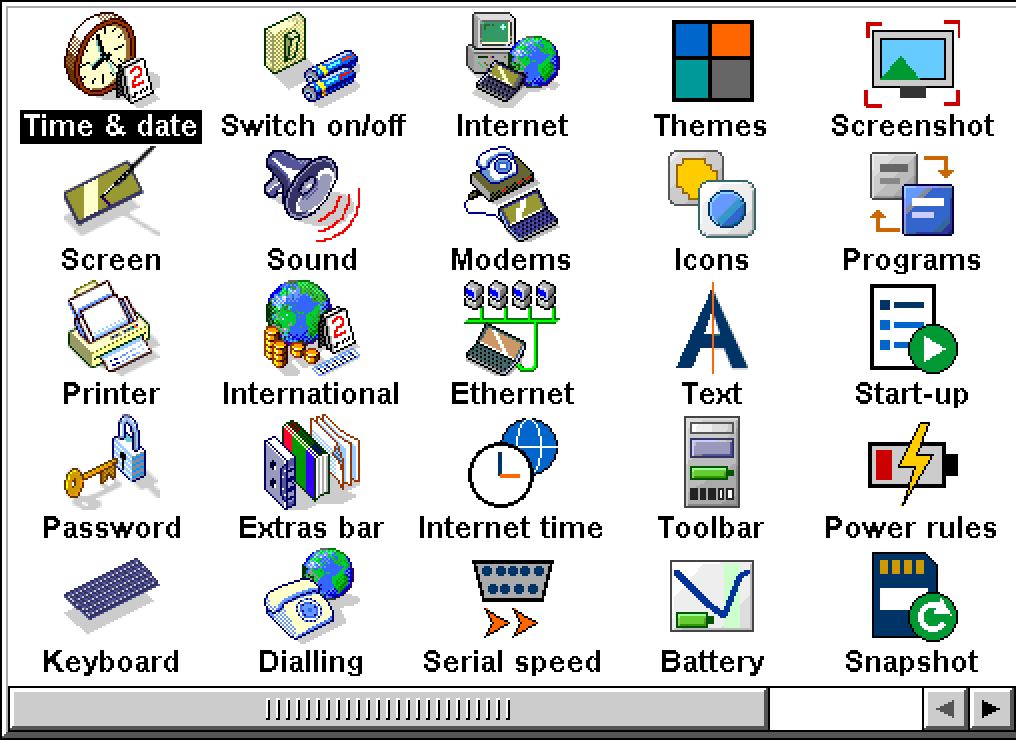 Time & date
Switch on/off
Internet
Themes
Screenshot
Screen
Sound
Modems
Icons
Programs
Printer
International
Ethernet
Text
Start-up
Password
Extras bar
Internet time
Toolbar
Power rules
Keyboard
Dialling
Serial speed
Battery
Snapshot